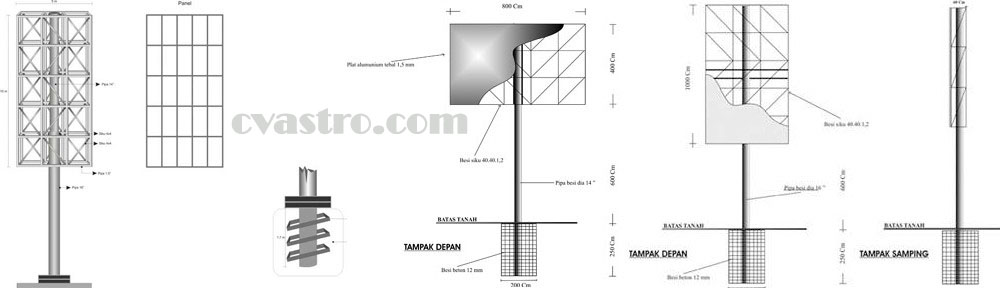 Panel
Pipa 10"
cvastro.com
800 Cm
Plat alumunium tebal 1,5 mm
400 Cm
Besi siku 40.40.1,2
600 Cm
Pipa besi dia 14 "
BATAS TANAH
TAMPAK DEPAN
250 Cm
Besi beton 12 mm
200 Cm
1000 Cm
Besi siku 40.40.1,2
Pipa besi dia 16 "
600 Cm
BATAS TANAH
TAMPAK DEPAN
250 Cm
Besi beton 12 mm
60 Cm
TAMPAK SAMPING